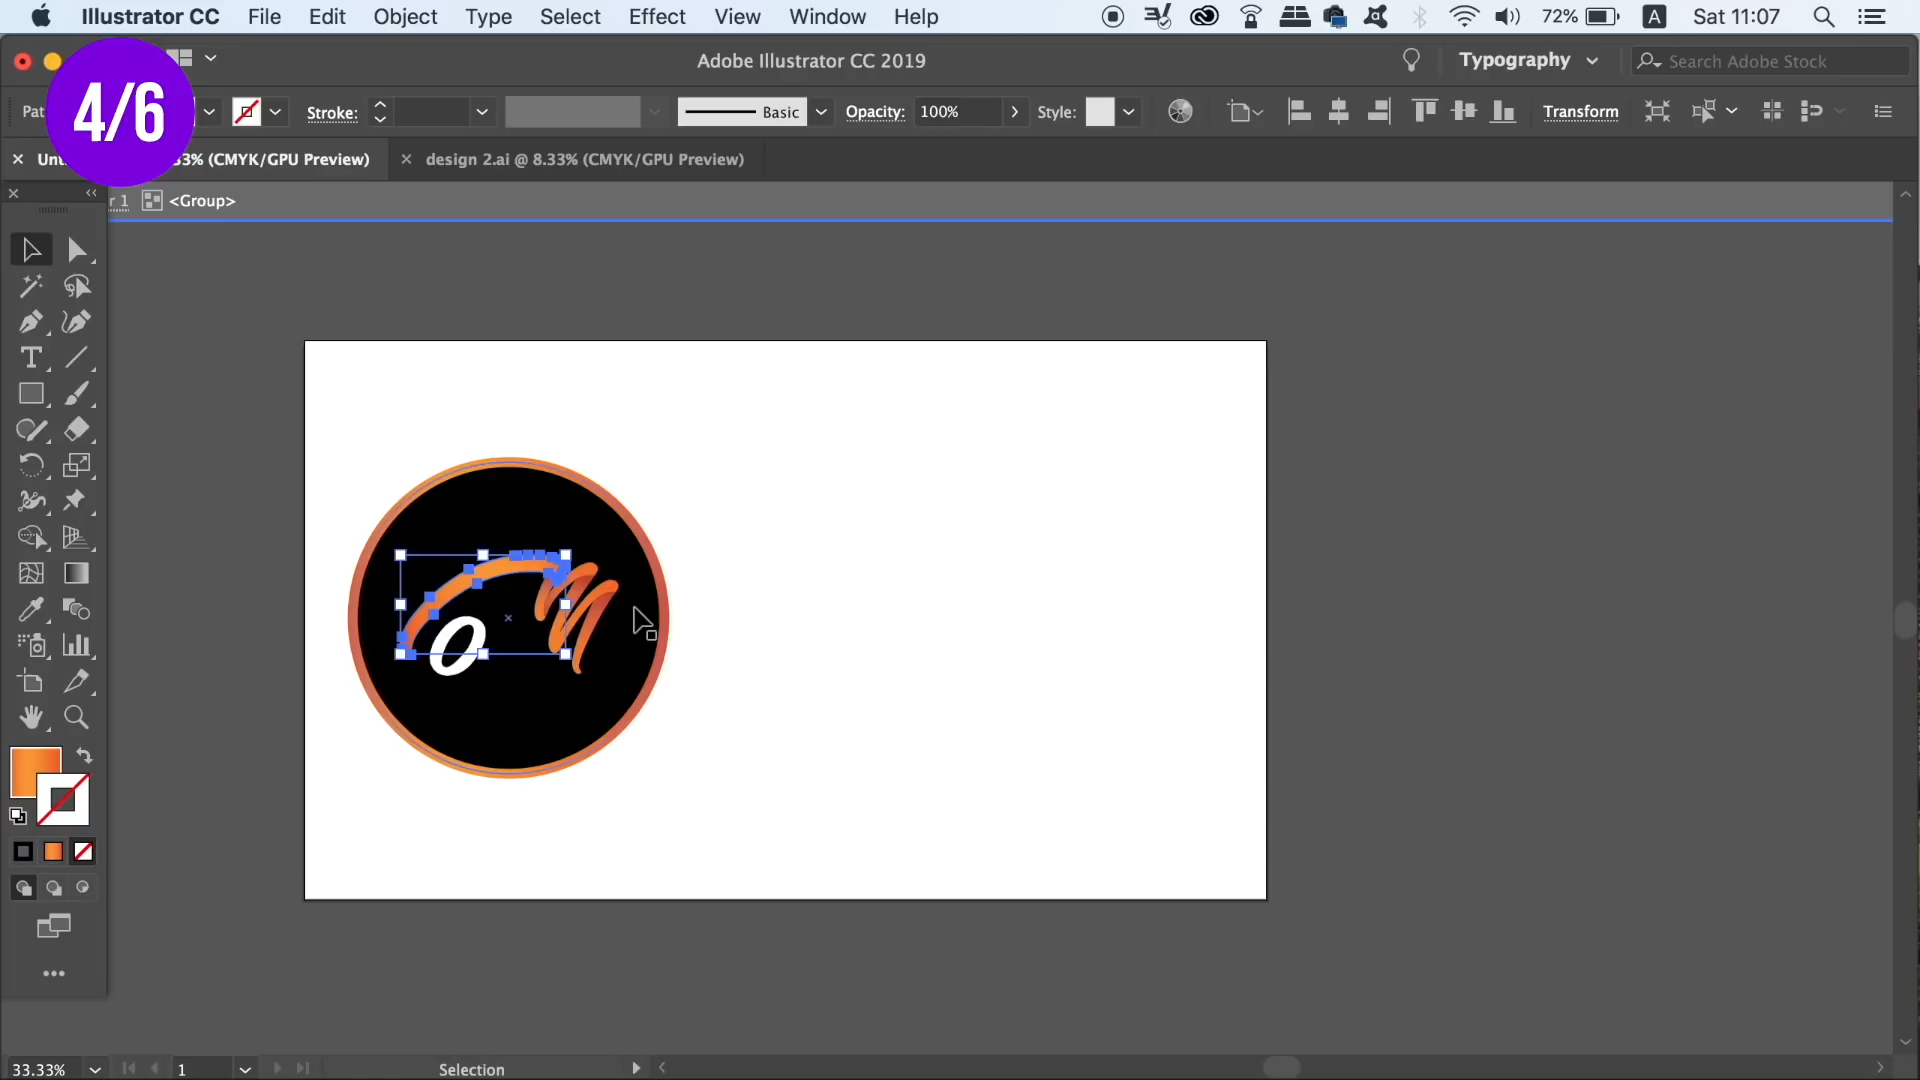 Illustrator CC File Edit Object Type Select Effect View Window Help 72% A Sat 11:07
Adobe Illustrator CC 2019 Typography Search Adobe Stock
4/6
Pat Stroke: Basic Opacity: 100% Style: Transform
Un 33% (CMYK/GPU Preview) design 2.ai @ 8.33% (CMYK/GPU Preview)
r 1 <Group>
o m
33.33% 1 Selection